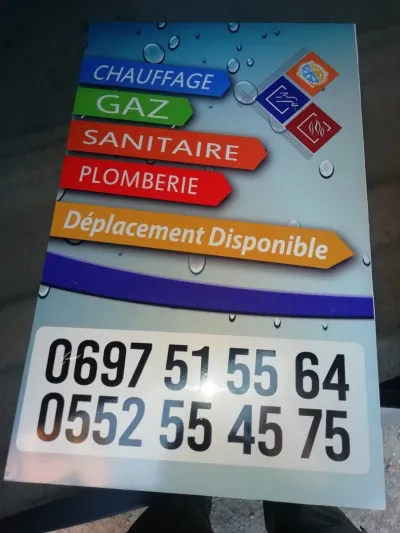 CHAUFFAGE
GAZ
SANITAIRE
PLOMBERIE
Déplacement Disponible
0697 51 55 64
0552 55 45 75